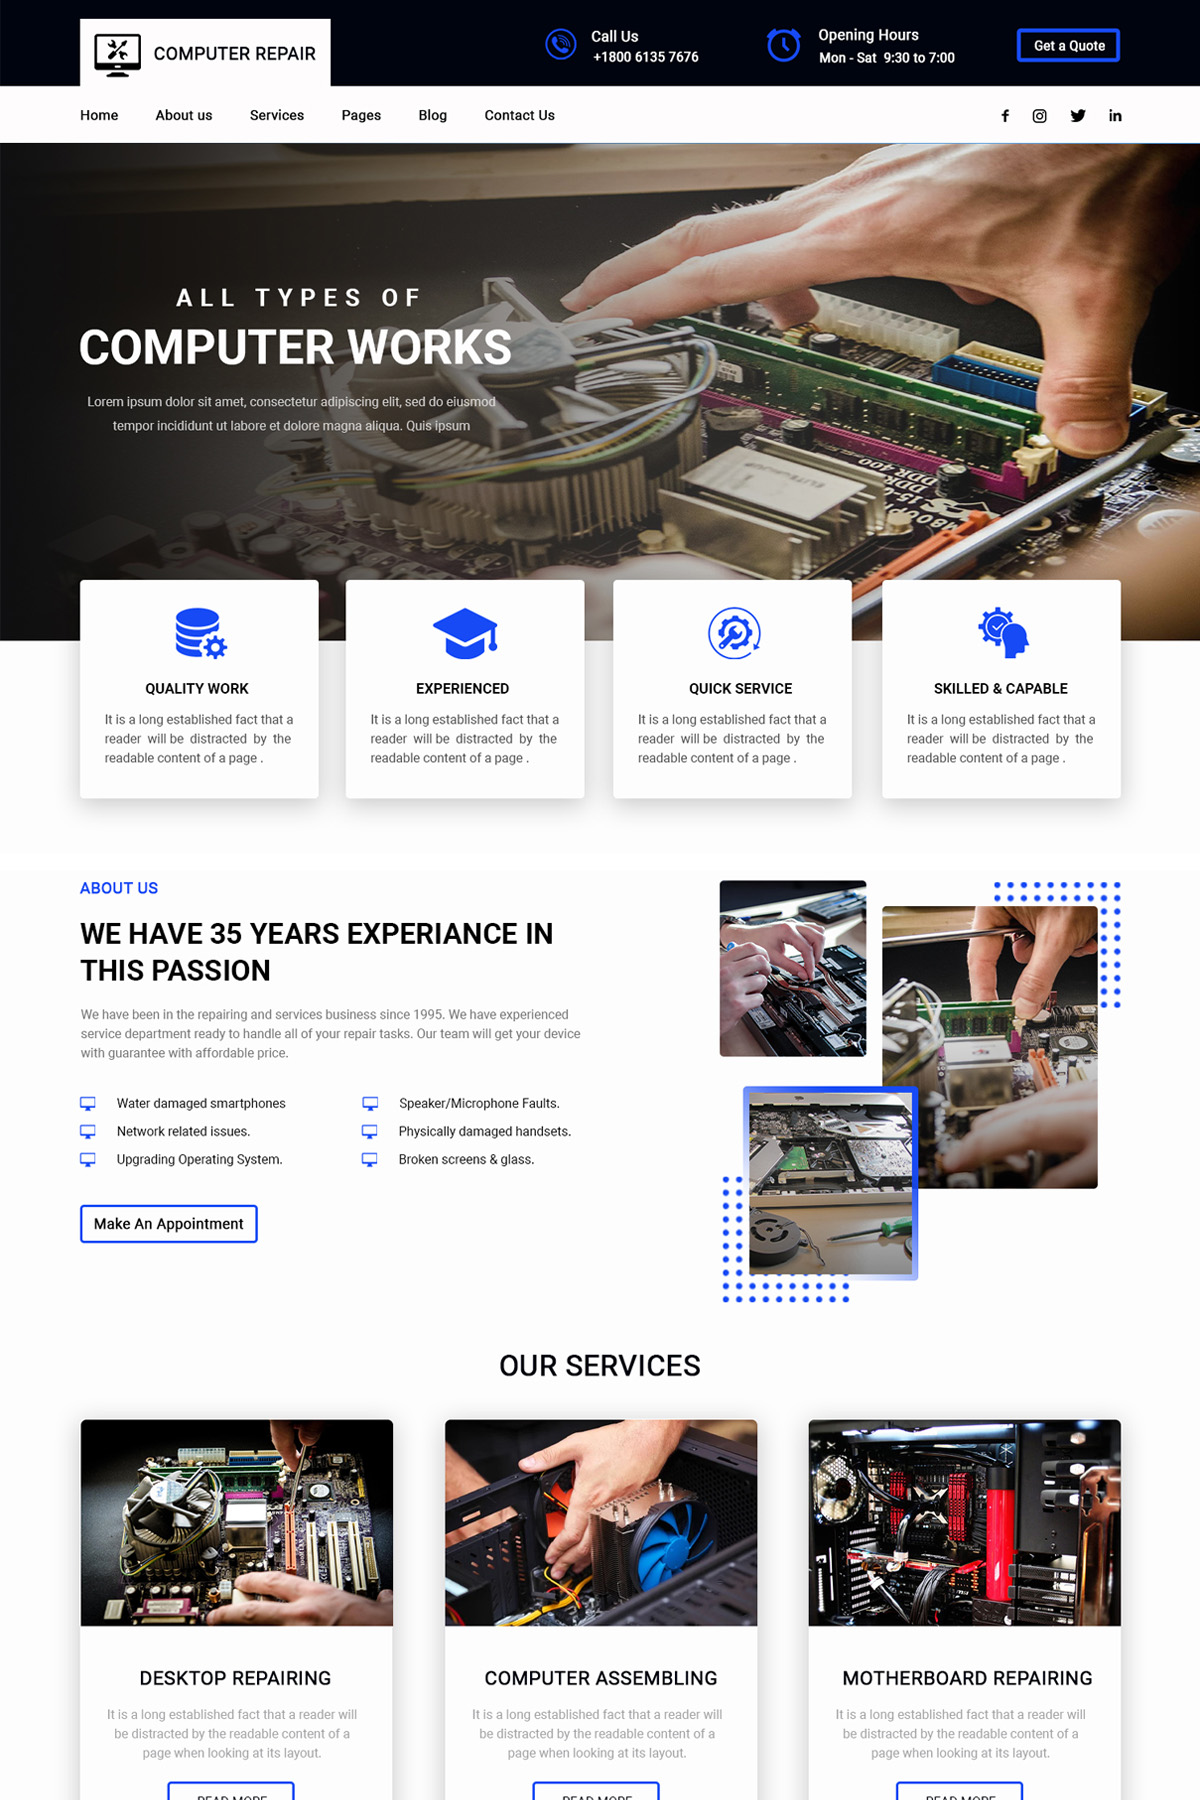 COMPUTER REPAIR
Call Us
+1800 6135 7676
Opening Hours
Mon - Sat 9:30 to 7:00
Get a Quote
Home About us Services Pages Blog Contact Us
ALL TYPES OF
COMPUTER WORKS
Lorem ipsum dolor sit amet, consectetur adipiscing elit, sed do eiusmod
tempor incididunt ut labore et dolore magna aliqua. Quis ipsum
DDR400
DDR
QUALITY WORK
It is a long established fact that a
reader will be distracted by the
readable content of a page .
EXPERIENCED
It is a long established fact that a
reader will be distracted by the
readable content of a page .
QUICK SERVICE
It is a long established fact that a
reader will be distracted by the
readable content of a page .
SKILLED & CAPABLE
It is a long established fact that a
reader will be distracted by the
readable content of a page .
ABOUT US
WE HAVE 35 YEARS EXPERIANCE IN
THIS PASSION
We have been in the repairing and services business since 1995. We have experienced
service department ready to handle all of your repair tasks. Our team will get your device
with guarantee with affordable price.
Water damaged smartphones
Network related issues.
Upgrading Operating System.
Speaker/Microphone Faults.
Physically damaged handsets.
Broken screens & glass.
Make An Appointment
OUR SERVICES
DESKTOP REPAIRING
It is a long established fact that a reader will
be distracted by the readable content of a
page when looking at its layout.
READ MORE
COMPUTER ASSEMBLING
It is a long established fact that a reader will
be distracted by the readable content of a
page when looking at its layout.
READ MORE
MOTHERBOARD REPAIRING
It is a long established fact that a reader will
be distracted by the readable content of a
page when looking at its layout.
READ MORE